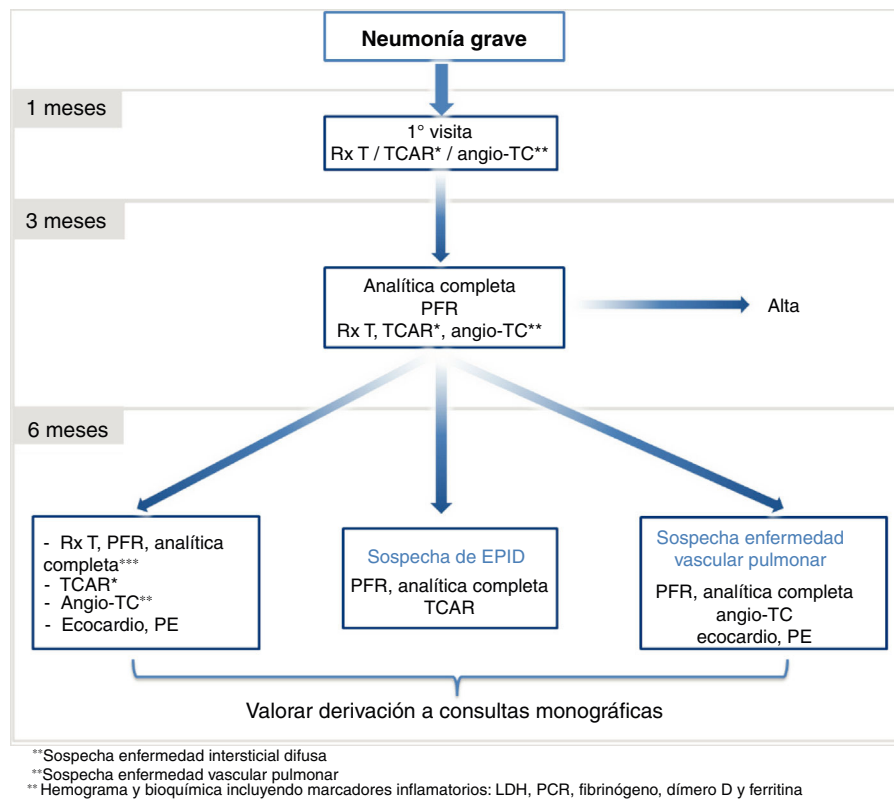 Neumonía grave
1 meses
1° visita
Rx T / TCAR* / angio-TC**
3 meses
Analítica completa
PFR
Rx T, TCAR*, angio-TC**
Alta
6 meses
- Rx T, PFR, analítica
completa***
- TCAR*
- Angio-TC**
- Ecocardio, PE
Sospecha de EPID
PFR, analítica completa
TCAR
Sospecha enfermedad
vascular pulmonar
PFR, analítica completa
angio-TC
ecocardio, PE
Valorar derivación a consultas monográficas
**Sospecha enfermedad intersticial difusa
**Sospecha enfermedad vascular pulmonar
** Hemograma y bioquímica incluyendo marcadores inflamatorios: LDH, PCR, fibrinógeno, dímero D y ferritina